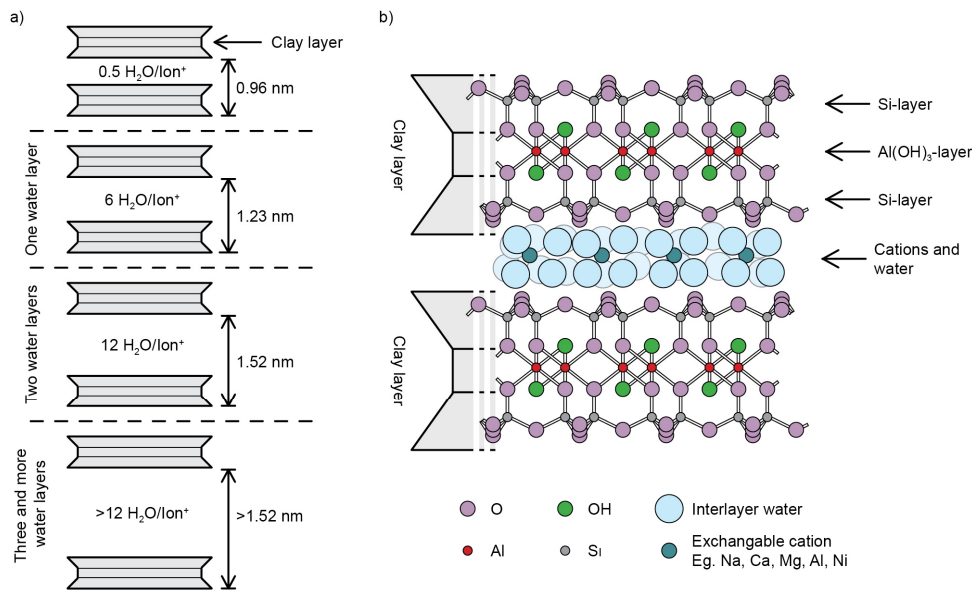 a)
Clay layer
0.5 H₂O/Ion⁺
0.96 nm
One water layer
6 H₂O/Ion⁺
1.23 nm
Two water layers
12 H₂O/Ion⁺
1.52 nm
Three and more
water layers
>12 H₂O/Ion⁺
>1.52 nm
b)
Clay layer
Si-layer
Al(OH)₃-layer
Si-layer
Cations and
water
Clay layer
O
OH
Interlayer water
Al
Si
Exchangable cation
Eg. Na, Ca, Mg, Al, Ni